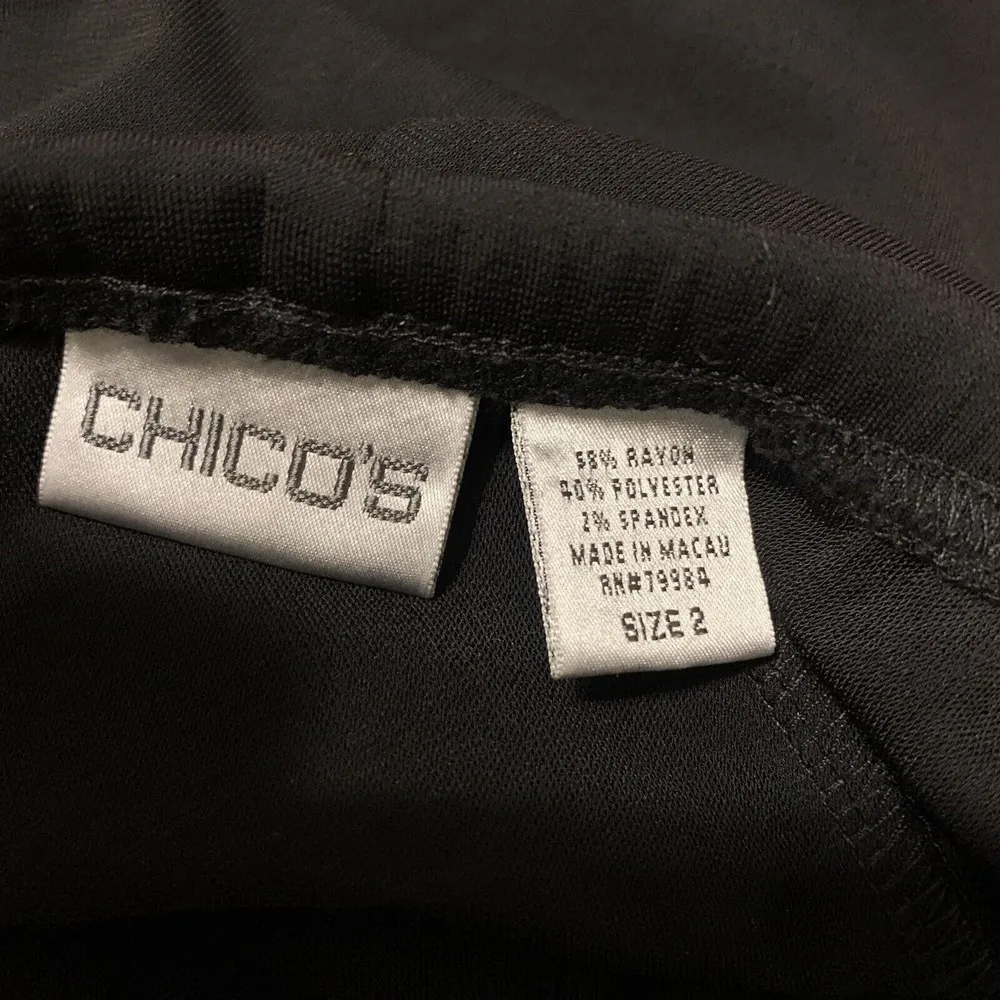 CHICO'S
58% RAYON
40% POLYESTER
2% SPANDEX
MADE IN MACAU
RN#79984
SIZE 2